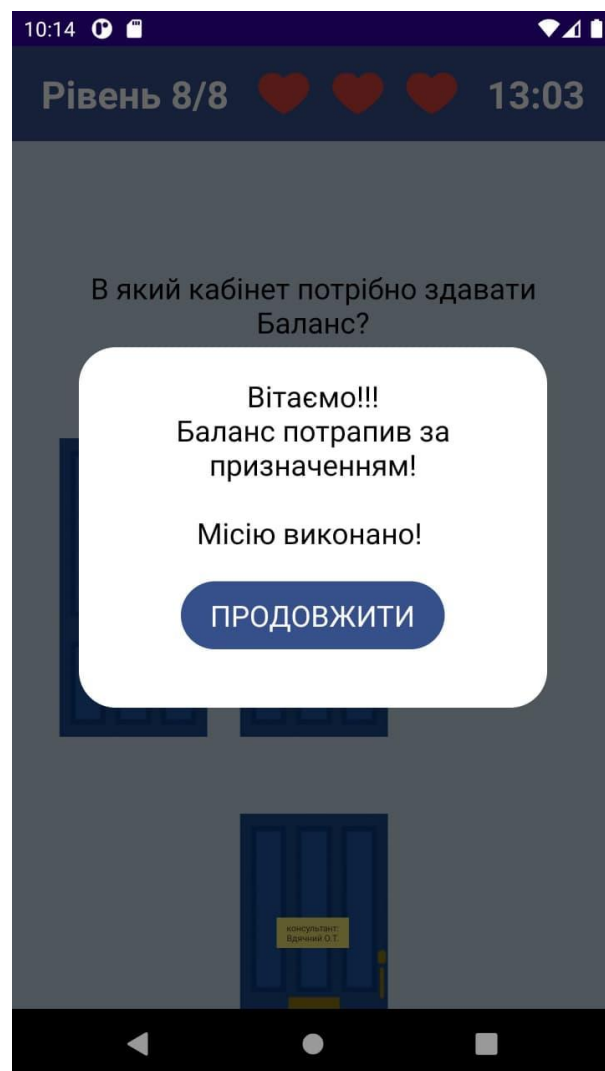 10:14
Рівень 8/8
13:03
В який кабінет потрібно здавати
Баланс?
Вітаємо!!!
Баланс потрапив за
призначенням!
Місію виконано!
ПРОДОВЖИТИ
консультант:
Вдячний О.Т.